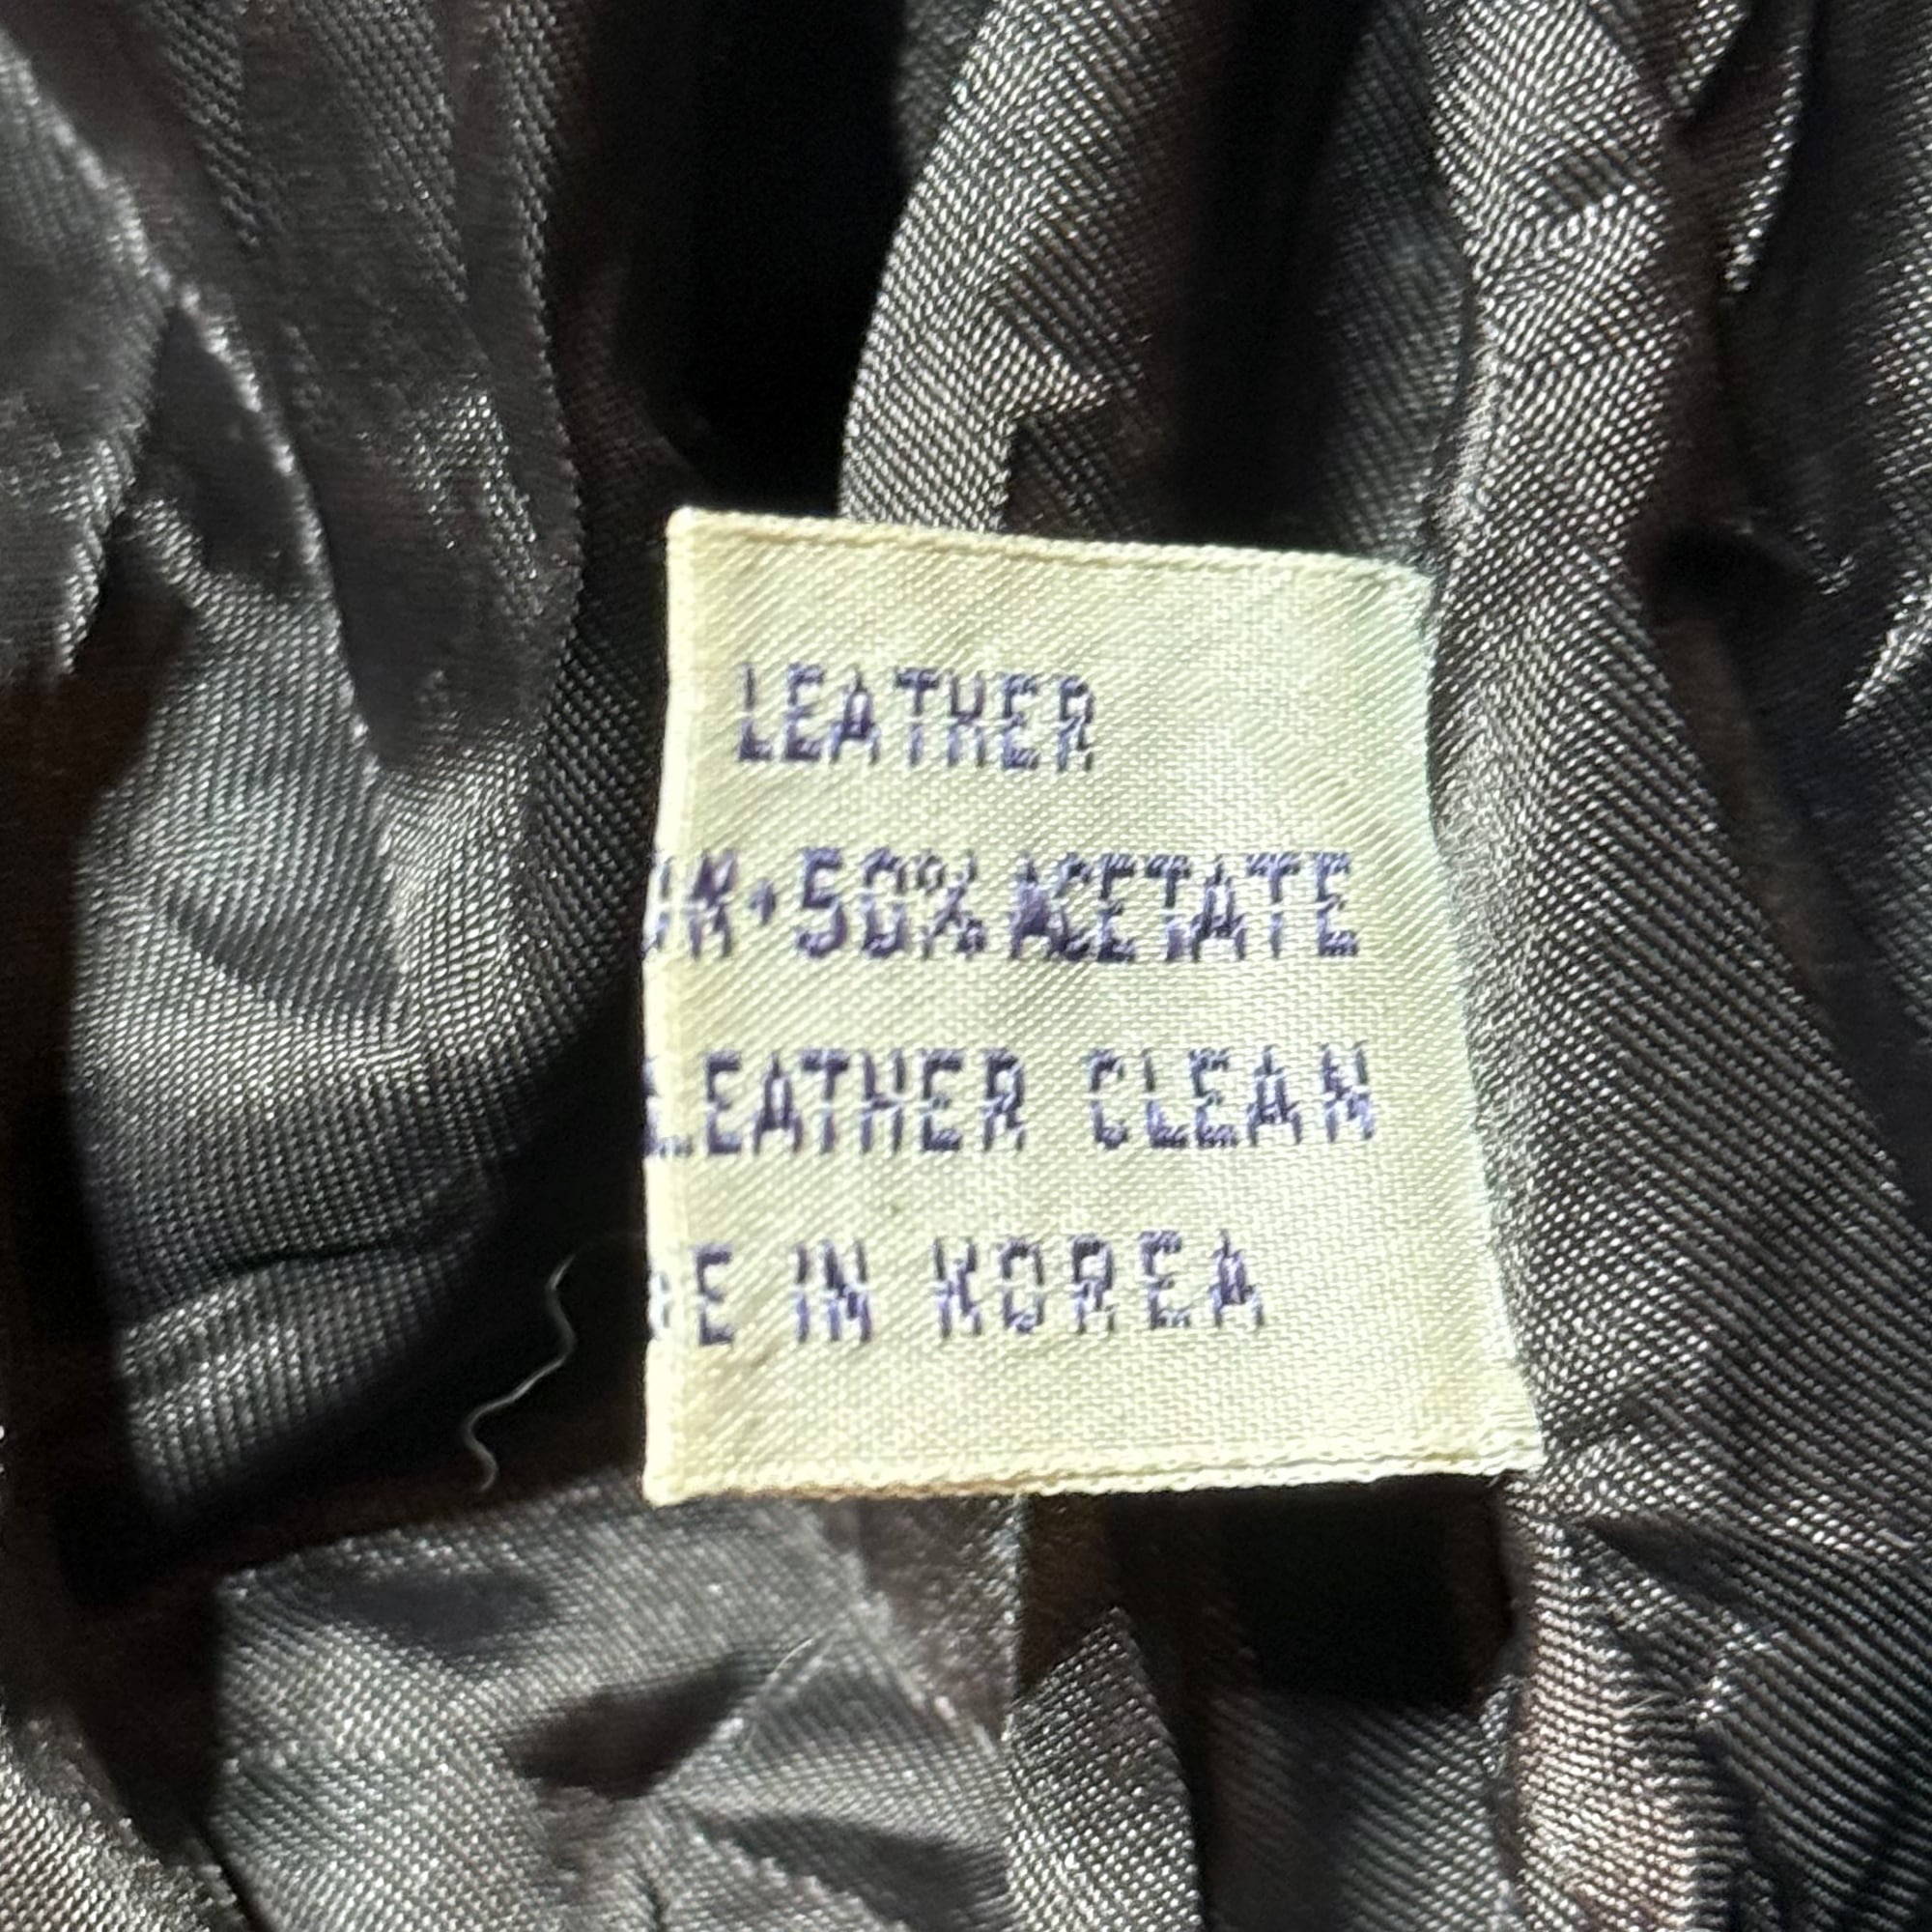 LEATHER
50% ACETATE
LEATHER CLEAN
IN KOREA